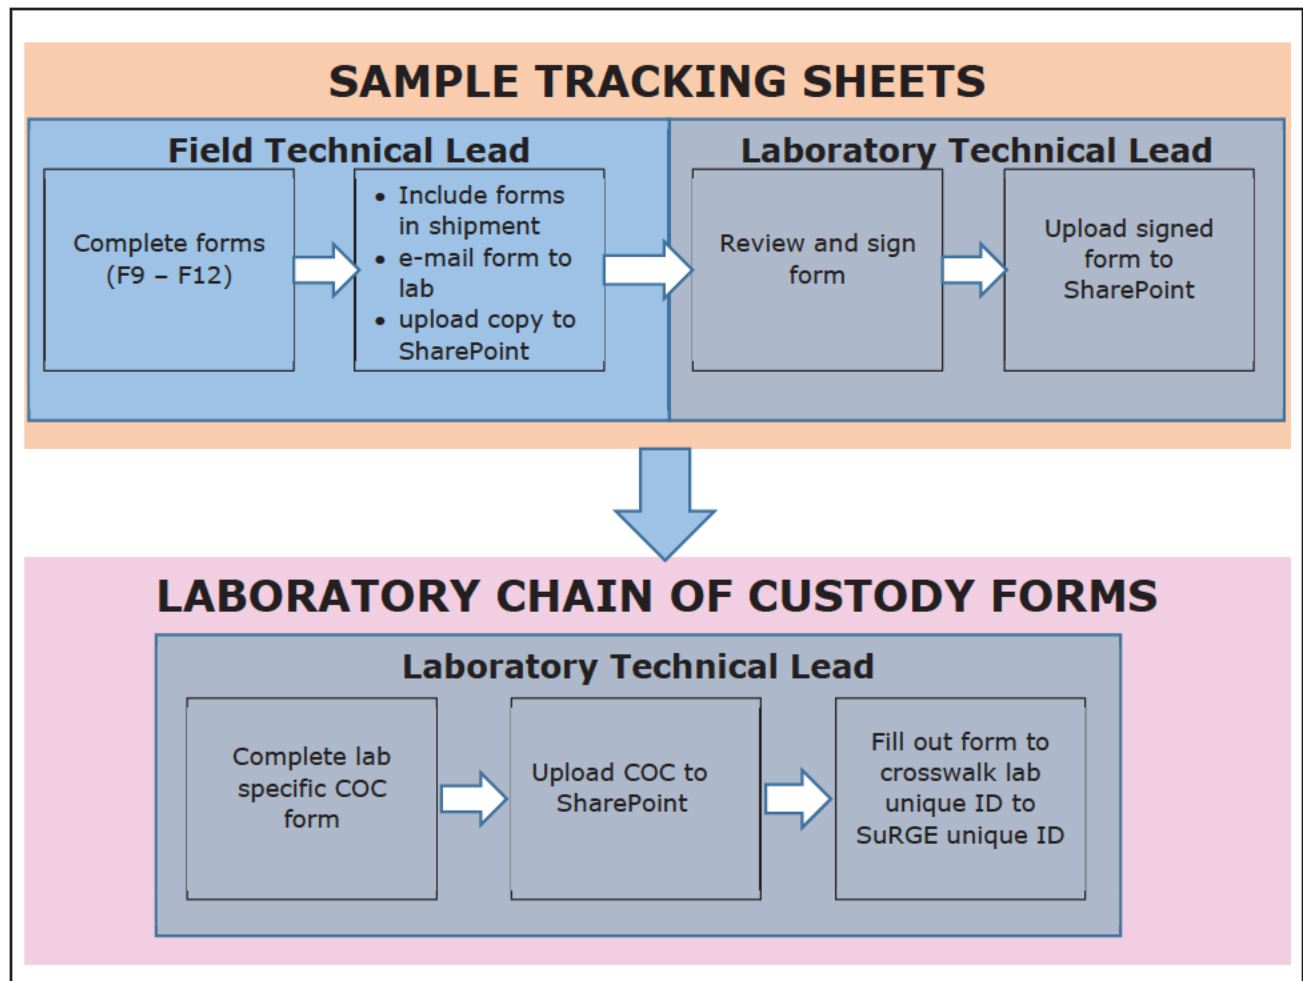 SAMPLE TRACKING SHEETS
Field Technical Lead
Complete forms
(F9 – F12)
• Include forms
in shipment
• e-mail form to
lab
• upload copy to
SharePoint
Laboratory Technical Lead
Review and sign
form
Upload signed
form to
SharePoint
LABORATORY CHAIN OF CUSTODY FORMS
Laboratory Technical Lead
Complete lab
specific COC
form
Upload COC to
SharePoint
Fill out form to
crosswalk lab
unique ID to
SuRGE unique ID